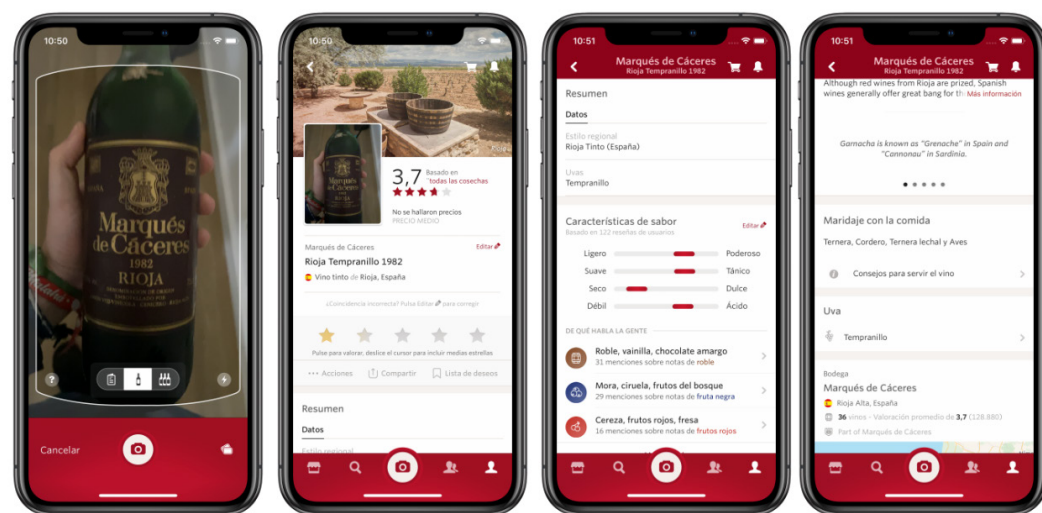 10:50
Marqués
de Cáceres
1982
RIOJA
DENOMINACION DE ORIGEN
?
Cancelar
10:50
3,7
Basado en
todas las cosechas
No se hallaron precios
PRECIO MEDIO
Marqués de Cáceres
Editar
Rioja Tempranillo 1982
Vino tinto de Rioja, España
¿Coincidencia incorrecta? Pulsa Editar para corregir
Pulse para valorar, deslice el cursor para incluir medias estrellas
Acciones
Compartir
Lista de deseos
Resumen
Datos
Estilo regional
10:51
Marqués de Cáceres
Rioja Tempranillo 1982
Resumen
Datos
Estilo regional
Rioja Tinto (España)
Uvas
Tempranillo
Características de sabor
Editar
Basado en 122 reseñas de usuarios
Ligero Poderoso
Suave Tánico
Seco Dulce
Débil Ácido
DE QUÉ HABLA LA GENTE
Roble, vainilla, chocolate amargo
31 menciones sobre notas de roble
Mora, ciruela, frutos del bosque
29 menciones sobre notas de fruta negra
Cereza, frutos rojos, fresa
16 menciones sobre notas de frutos rojos
10:51
Marqués de Cáceres
Rioja Tempranillo 1982
Although red wines from Rioja are prized, Spanish
wines generally offer great bang for th Más información
Garnacha is known as "Grenache" in Spain and
"Cannonau" in Sardinia.
Maridaje con la comida
Ternera, Cordero, Ternera lechal y Aves
Consejos para servir el vino
Uva
Tempranillo
Bodega
Marqués de Cáceres
Rioja Alta, España
36 vinos - Valoración promedio de 3,7 (128.880)
Part of Marqués de Cáceres